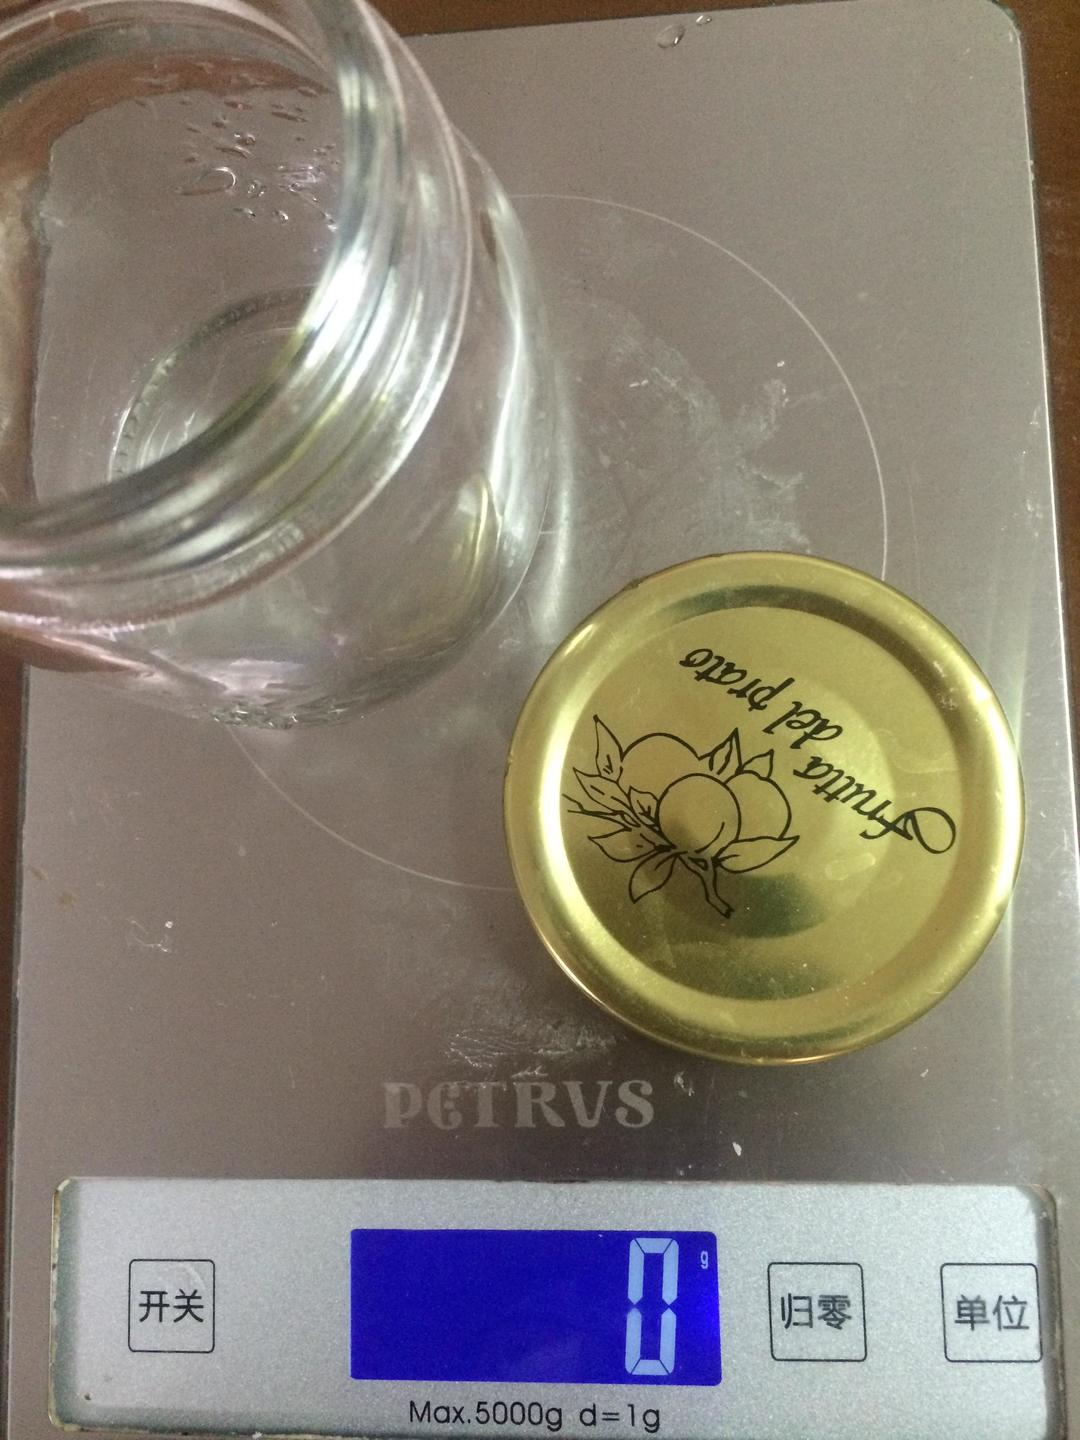 Frutta del prato
PETRVS
开关
g
0
归零
单位
Max.5000g d=1g